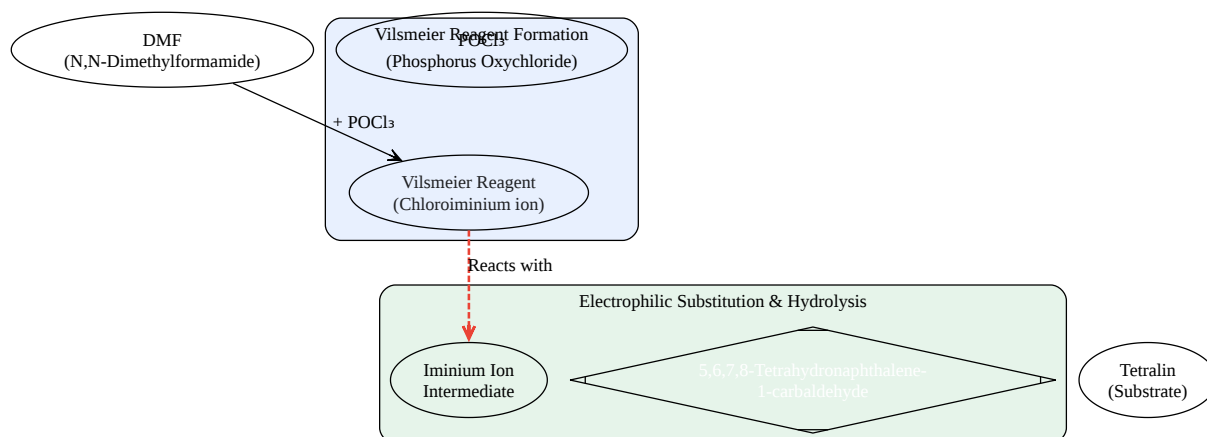 DMF
(N,N-Dimethylformamide)
Vilsmeier Reagent Formation
POCl₃
(Phosphorus Oxychloride)
+ POCl₃
Vilsmeier Reagent
(Chloroiminium ion)
Reacts with
Electrophilic Substitution & Hydrolysis
Iminium Ion
Intermediate
5,6,7,8-Tetrahydronaphthalene-
1-carbaldehyde
Tetralin
(Substrate)